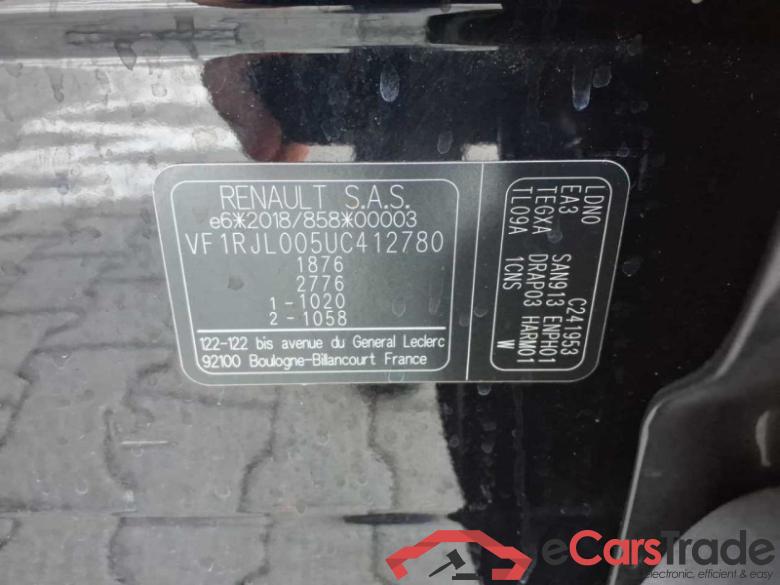 RENAULT S.A.S.
e6*2018/858*00003
VF1RJL005UC412780
1876
2776
1-1020
2-1058
122-122 bis avenue du General Leclerc
92100 Boulogne-Billancourt France
LDNO C241953
EA3
TEGXA SAN913 ENPH01
TL09A DRAP03 HARM01
1CNS W
eCarsTrade
electronic, efficient & easy